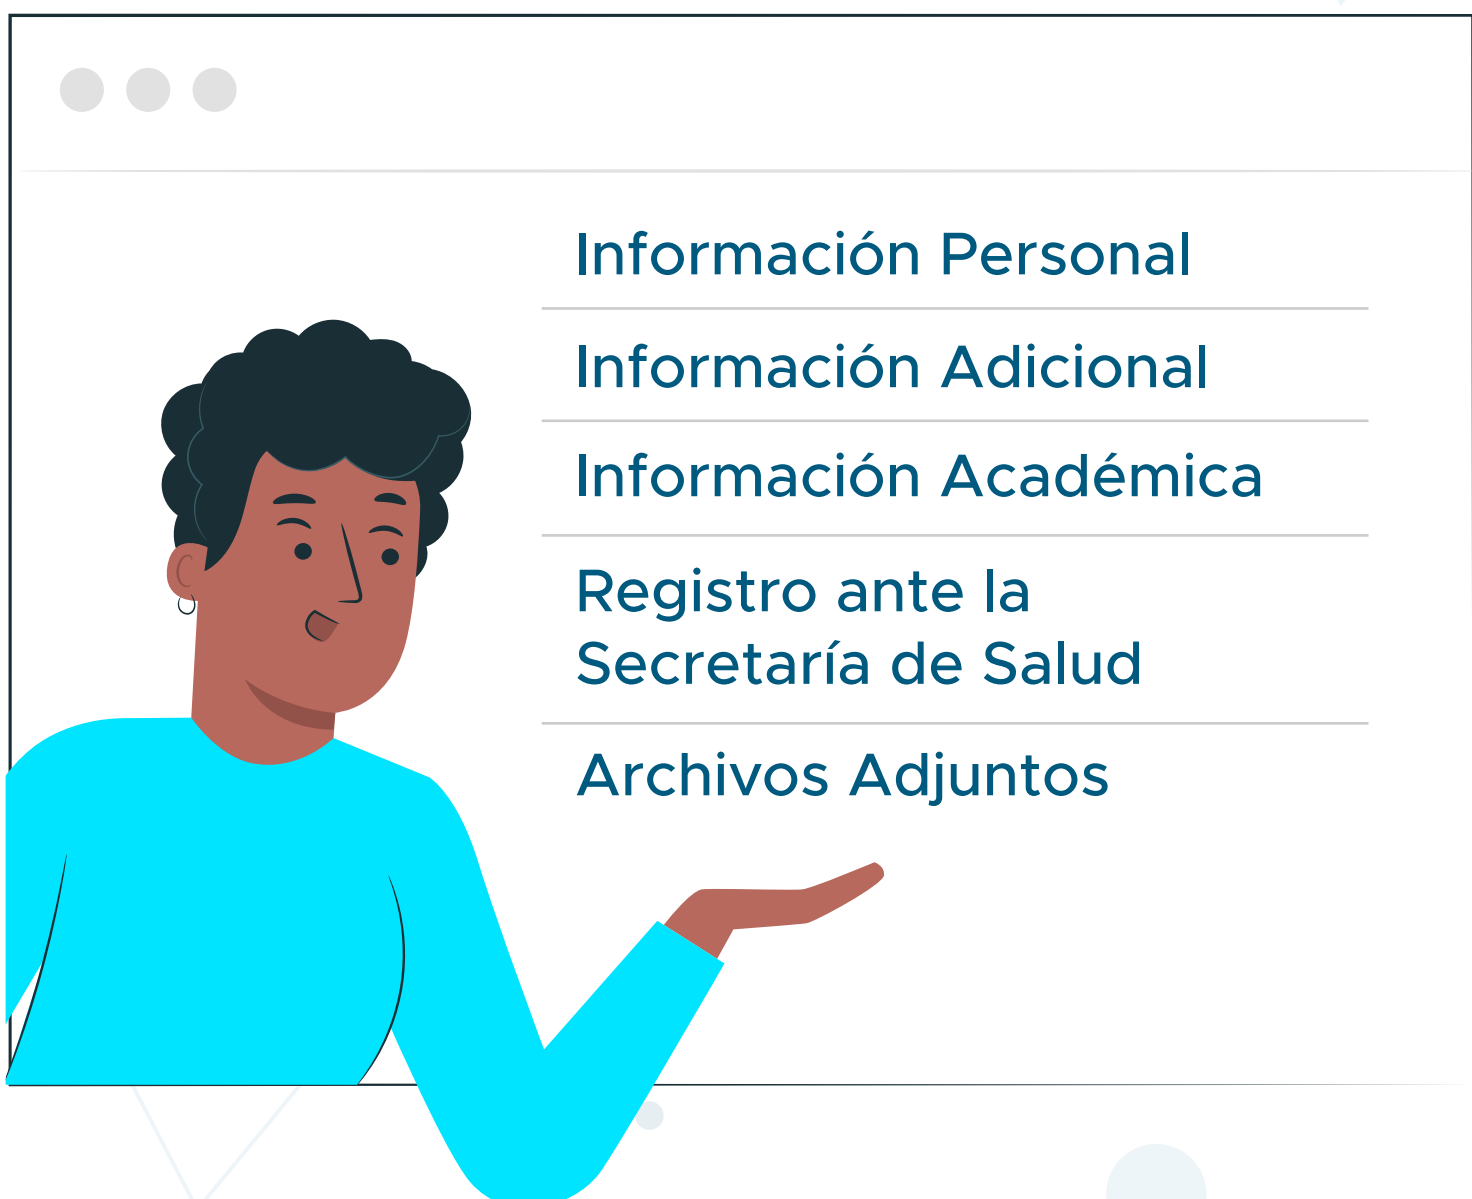 Información Personal
Información Adicional
Información Académica
Registro ante la
Secretaría de Salud
Archivos Adjuntos